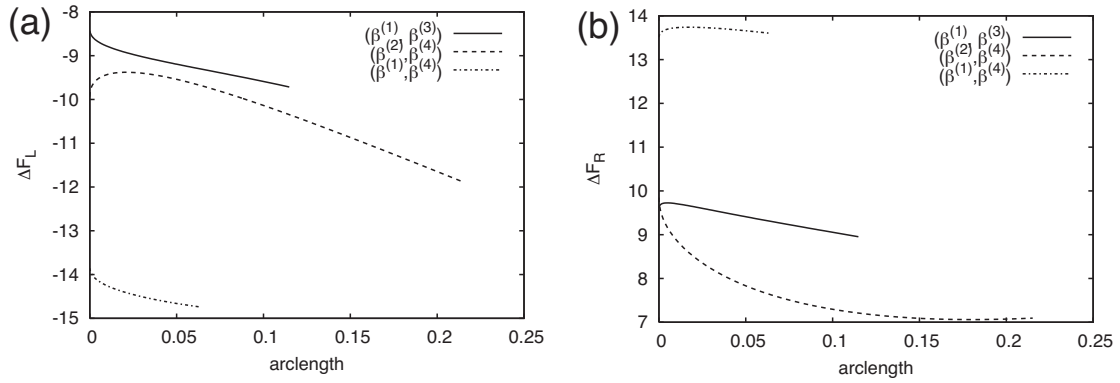 (a)
-8
-9
-10
-11
-12
-13
-14
-15
ΔF_L
0
0.05
0.1
0.15
0.2
0.25
arclength
(β^(1), β^(3))
(β^(2), β^(4))
(β^(1), β^(4))
(b)
14
13
12
11
10
9
8
7
ΔF_R
0
0.05
0.1
0.15
0.2
0.25
arclength
(β^(1), β^(3))
(β^(2), β^(4))
(β^(1), β^(4))